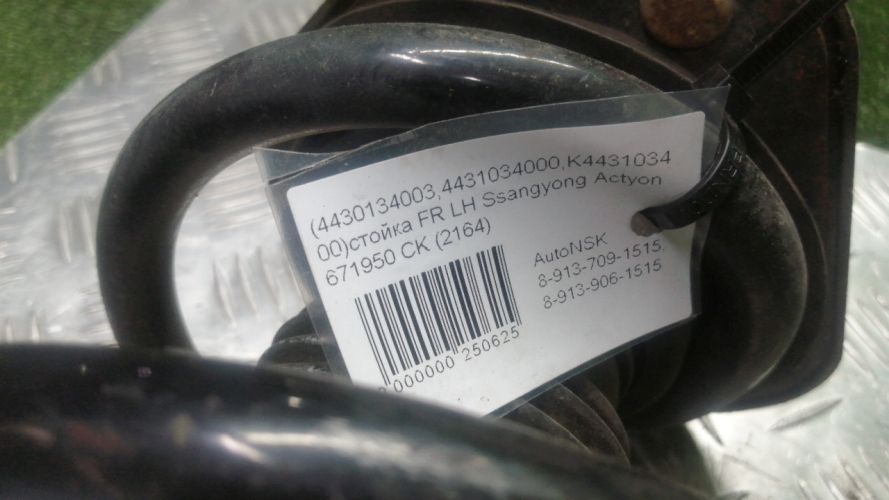 (4430134003,4431034000,K4431034
00)стойка FR LH Ssangyong Actyon
671950 CK (2164)
AutoNSK
8-913-709-1515,
8-913-906-1515
000000 250625